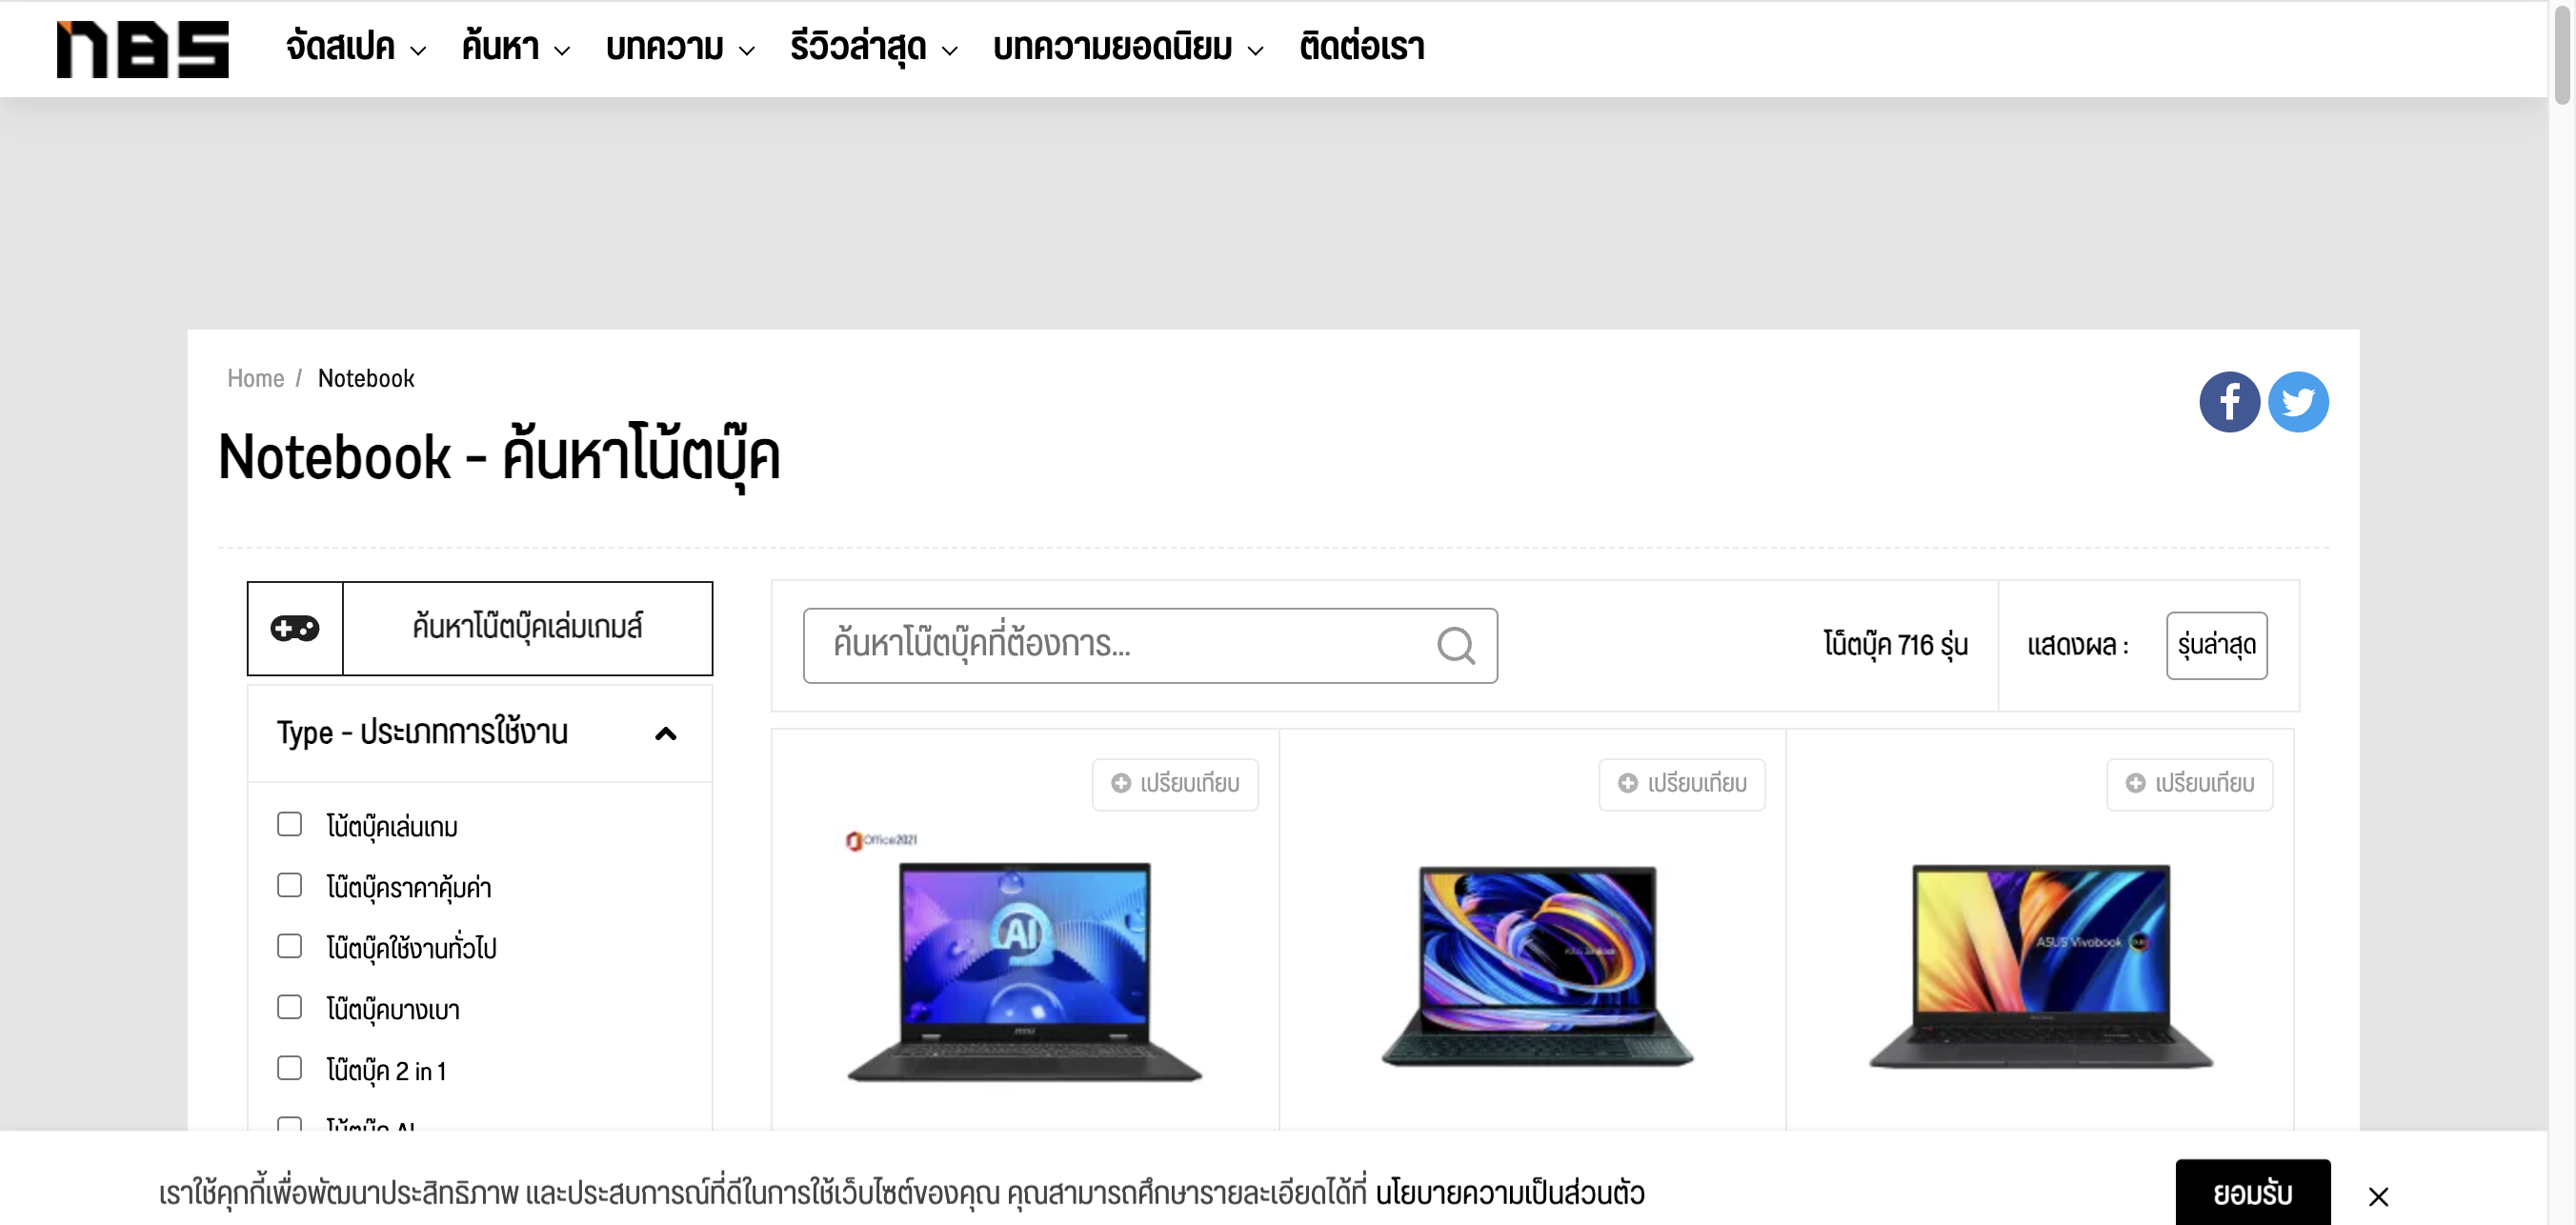 nBS
จัดสเปค ค้นหา บทความ รีวิวล่าสุด บทความยอดนิยม ติดต่อเรา
Home / Notebook
Notebook - ค้นหาโน้ตบุ๊ค
ค้นหาโน๊ตบุ๊คเล่มเกมส์
ค้นหาโน๊ตบุ๊คที่ต้องการ...
โน็ตบุ๊ค 716 รุ่น
แสดงผล :
รุ่นล่าสุด
Type - ประเภทการใช้งาน
โน้ตบุ๊คเล่นเกม
โน๊ตบุ๊คราคาคุ้มค่า
โน๊ตบุ๊คใช้งานทั่วไป
โน๊ตบุ๊คบางเบา
โน๊ตบุ๊ค 2 in 1
เปรียบเทียบ
Office2021
AI
msi
เปรียบเทียบ
เปรียบเทียบ
ASUS Vivobook
เราใช้คุกกี้เพื่อพัฒนาประสิทธิภาพ และประสบการณ์ที่ดีในการใช้เว็บไซต์ของคุณ คุณสามารถศึกษารายละเอียดได้ที่ นโยบายความเป็นส่วนตัว
ยอมรับ